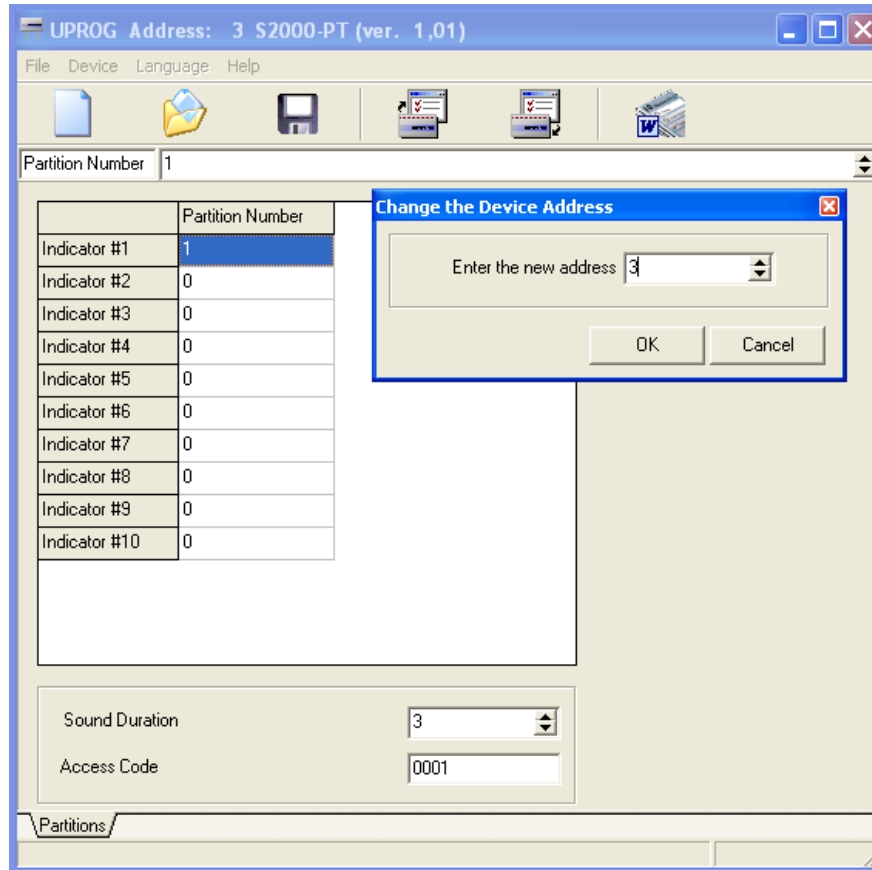 UPROG Address: 3 S2000-PT (ver. 1,01)
File Device Language Help
W
Partition Number 1
Change the Device Address
Enter the new address 3
OK Cancel
Partition Number
Indicator #1 1
Indicator #2 0
Indicator #3 0
Indicator #4 0
Indicator #5 0
Indicator #6 0
Indicator #7 0
Indicator #8 0
Indicator #9 0
Indicator #10 0
Sound Duration 3
Access Code 0001
Partitions